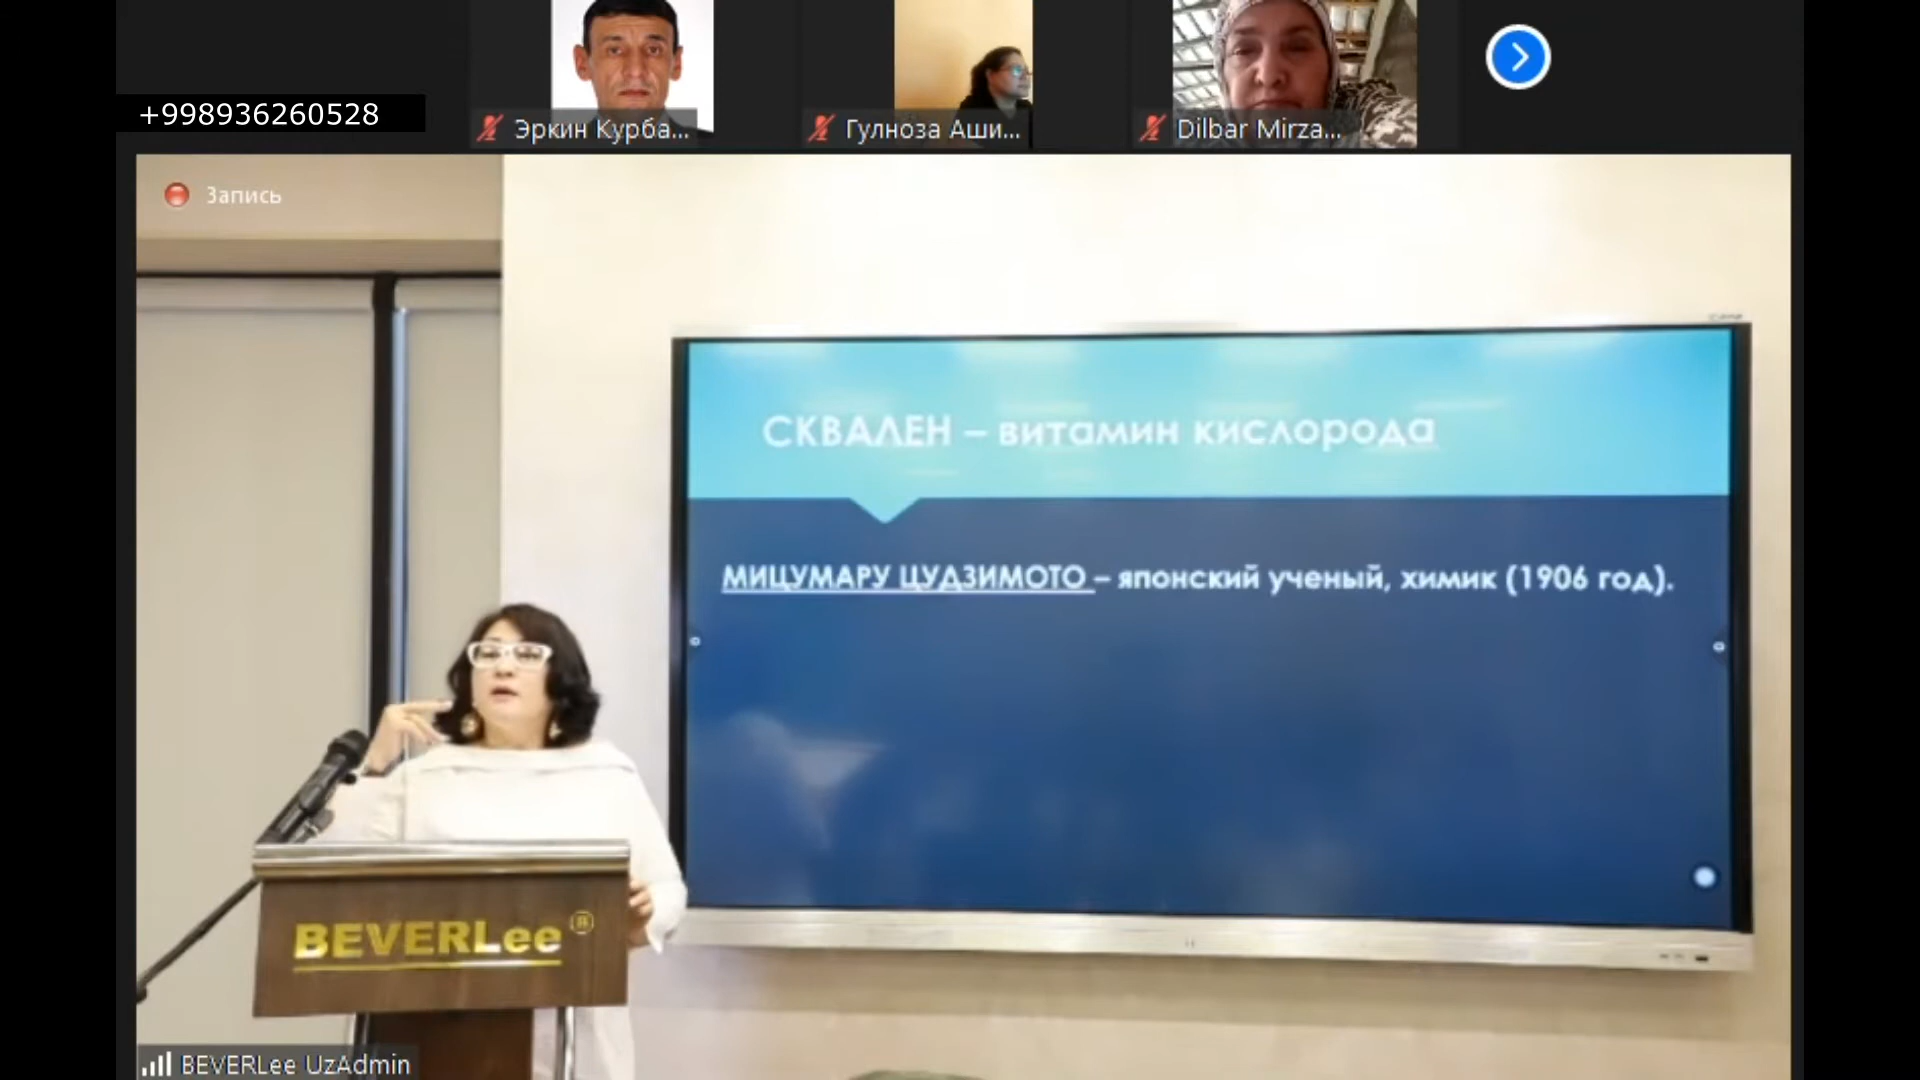 +998936260528
Эркин Курба...
Гулноза Аши...
Dilbar Mirza...
Запись
СКВАЛЕН – витамин кислорода
МИЦУМАРУ ЦУДЗИМОТО – японский ученый, химик (1906 год).
BEVERLee ®
BEVERLee UzAdmin